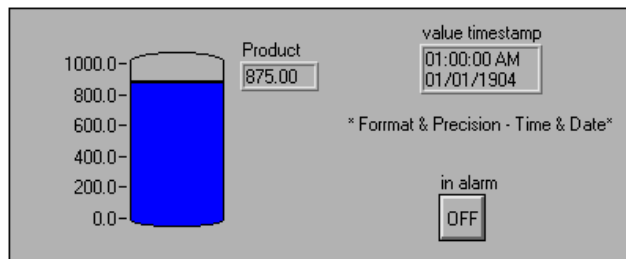 value timestamp
Product
01:00:00 AM
01/01/1904
875.00
1000.0
800.0
600.0
400.0
200.0
0.0
* Forrmat & Precision - Time & Date*
in alarm
OFF